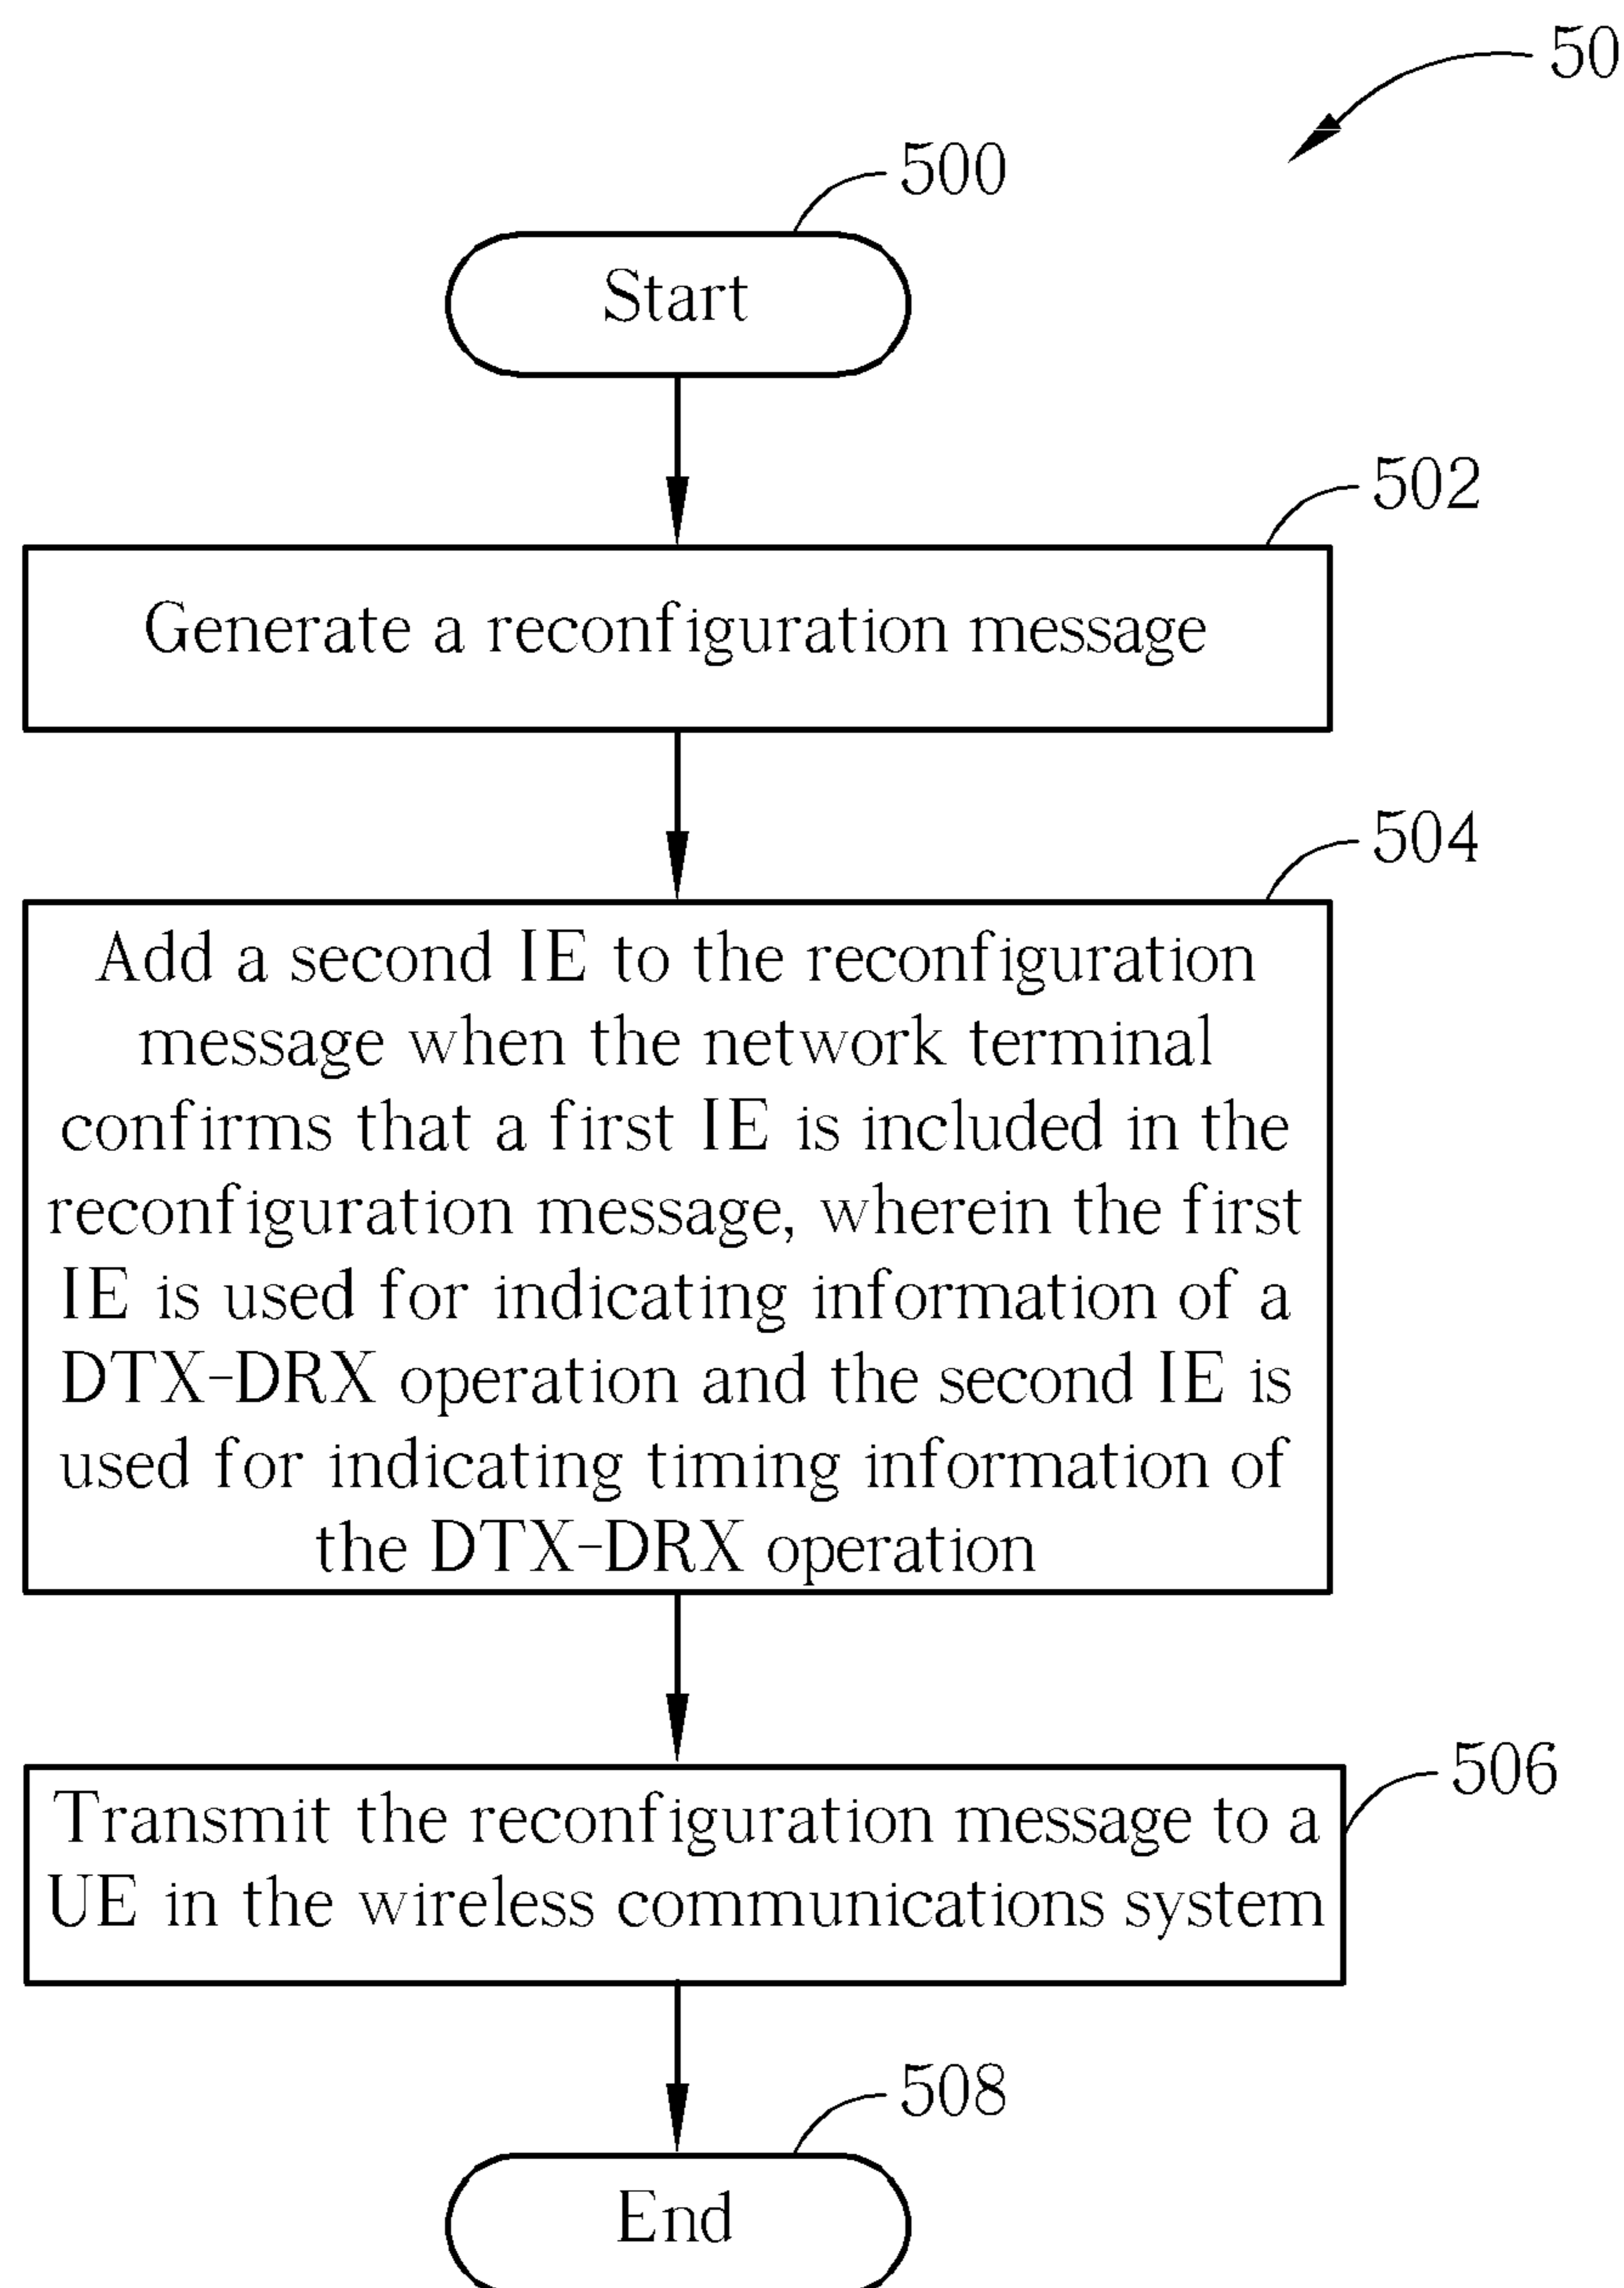 50
500
Start
502
Generate a reconfiguration message
504
Add a second IE to the reconfiguration
message when the network terminal
confirms that a first IE is included in the
reconfiguration message, wherein the first
IE is used for indicating information of a
DTX-DRX operation and the second IE is
used for indicating timing information of
the DTX-DRX operation
506
Transmit the reconfiguration message to a
UE in the wireless communications system
508
End